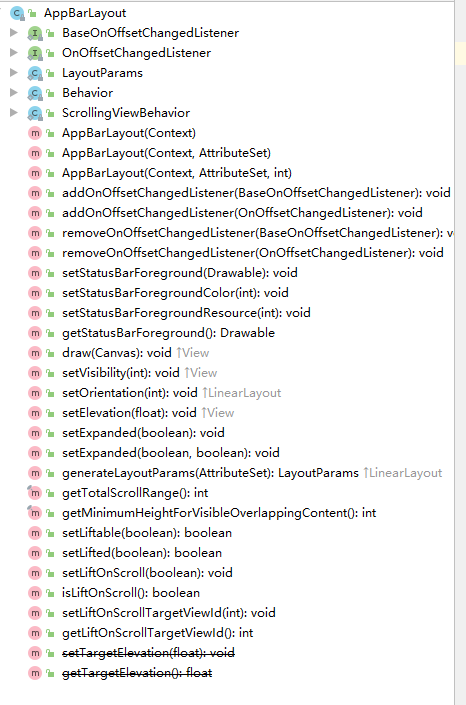 AppBarLayout
BaseOnOffsetChangedListener
OnOffsetChangedListener
LayoutParams
Behavior
ScrollingViewBehavior
AppBarLayout(Context)
AppBarLayout(Context, AttributeSet)
AppBarLayout(Context, AttributeSet, int)
addOnOffsetChangedListener(BaseOnOffsetChangedListener): void
addOnOffsetChangedListener(OnOffsetChangedListener): void
removeOnOffsetChangedListener(BaseOnOffsetChangedListener): v
removeOnOffsetChangedListener(OnOffsetChangedListener): void
setStatusBarForeground(Drawable): void
setStatusBarForegroundColor(int): void
setStatusBarForegroundResource(int): void
getStatusBarForeground(): Drawable
draw(Canvas): void ↑View
setVisibility(int): void ↑View
setOrientation(int): void ↑LinearLayout
setElevation(float): void ↑View
setExpanded(boolean): void
setExpanded(boolean, boolean): void
generateLayoutParams(AttributeSet): LayoutParams ↑LinearLayout
getTotalScrollRange(): int
getMinimumHeightForVisibleOverlappingContent(): int
setLiftable(boolean): boolean
setLifted(boolean): boolean
setLiftOnScroll(boolean): void
isLiftOnScroll(): boolean
setLiftOnScrollTargetViewId(int): void
getLiftOnScrollTargetViewId(): int
setTargetElevation(float): void
getTargetElevation(): float